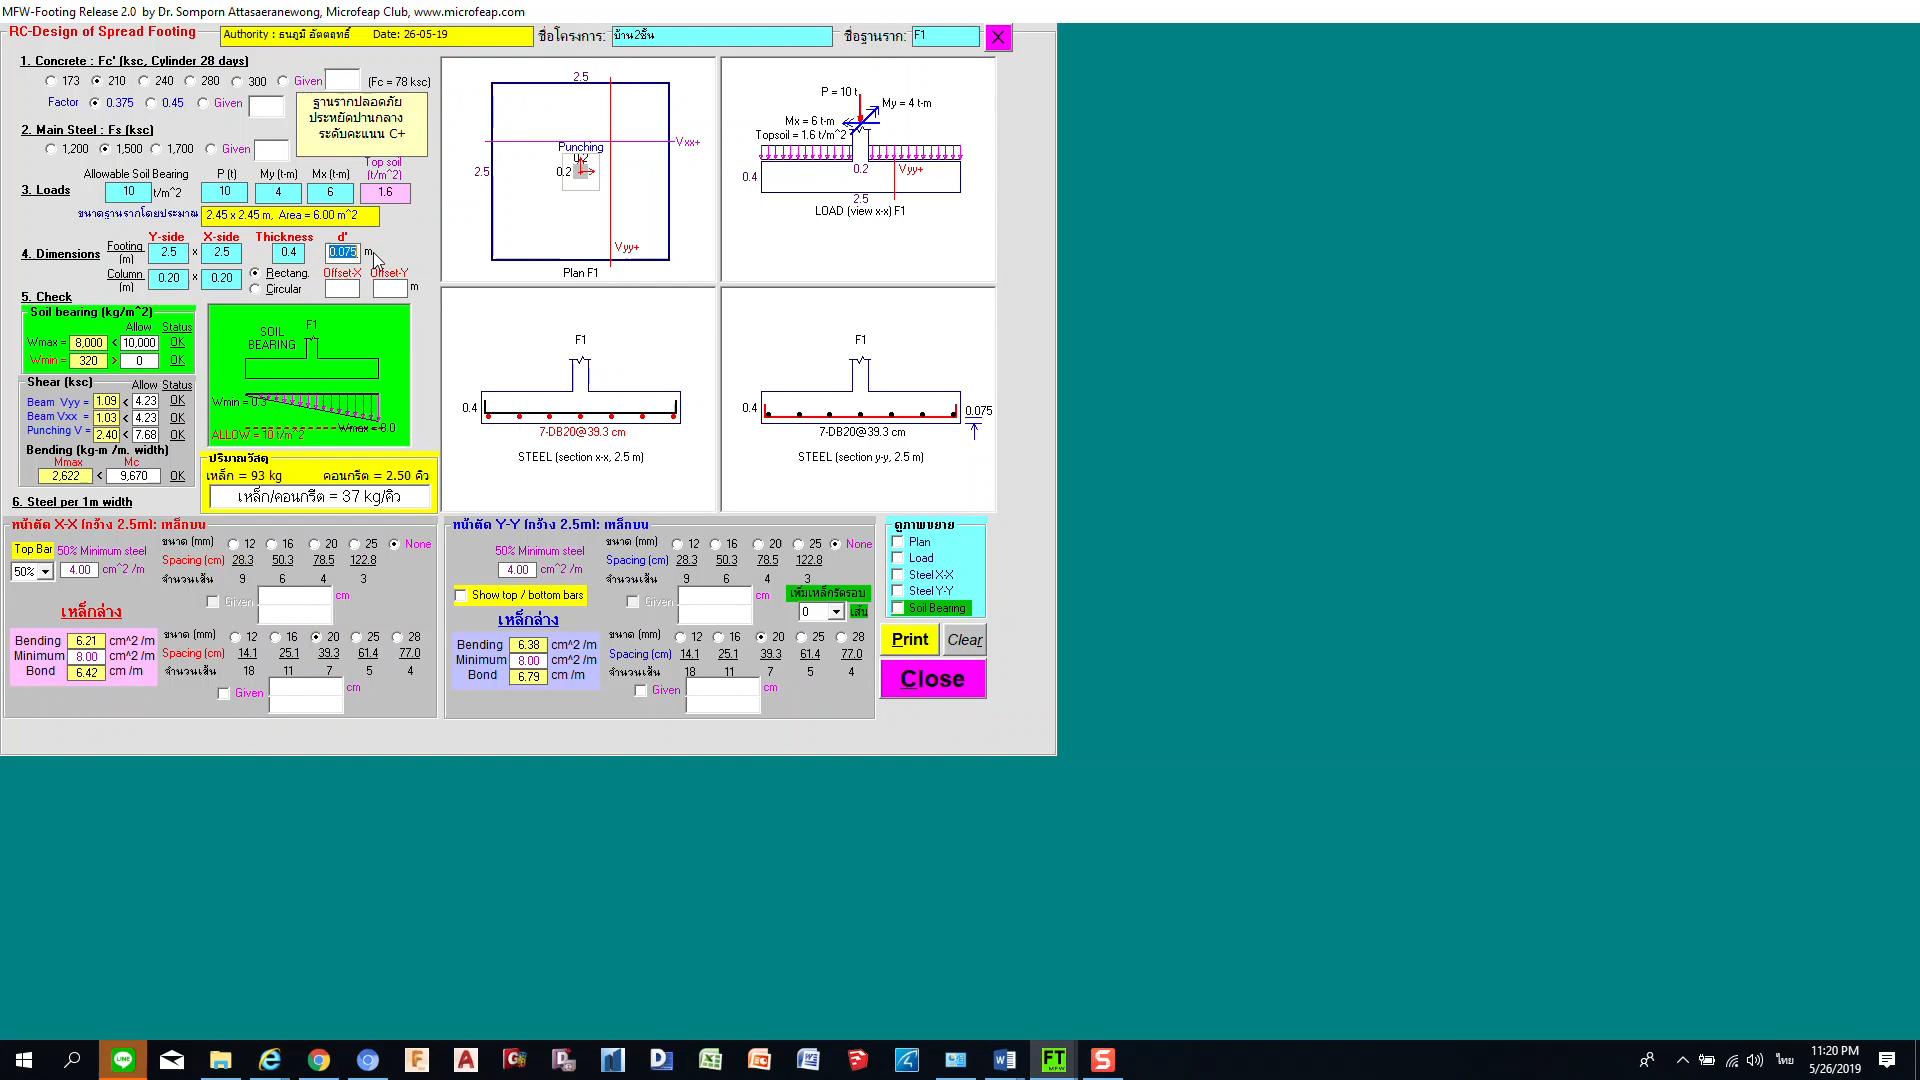 MFW-Footing Release 2.0 by Dr. Somporn Attasaeranewong, Microfeap Club, www.microfeap.com
RC-Design of Spread Footing
Authority : ธนภูมิ อัตตฤทธิ์ Date: 26-05-19
ชื่อโครงการ: บ้าน2ชั้น
ชื่อฐานราก: F1
X
1. Concrete : Fc' (ksc, Cylinder 28 days)
173 210 240 280 300 Given (Fc = 78 ksc)
Factor 0.375 0.45 Given
ฐานรากปลอดภัย
ประหยัดปานกลาง
ระดับคะแนน C+
2. Main Steel : Fs (ksc)
1,200 1,500 1,700 Given
Top soil
Allowable Soil Bearing P (t) My (t-m) Mx (t-m) (t/m^2)
3. Loads 10 t/m^2 10 4 6 1.6
ขนาดฐานรากโดยประมาณ 2.45 x 2.45 m, Area = 6.00 m^2
Y-side X-side Thickness d'
4. Dimensions Footing (m) 2.5 x 2.5 0.4 0.075 m
Column (m) 0.20 x 0.20 Rectang. Circular Offset-X Offset-Y m
5. Check
Soil bearing (kg/m^2)
Allow Status
Wmax = 8,000 < 10,000 OK
Wmin = 320 > 0 OK
Shear (ksc) Allow Status
Beam Vyy = 1.09 < 4.23 OK
Beam Vxx = 1.03 < 4.23 OK
Punching V = 2.40 < 7.68 OK
Bending (kg-m /m. width)
Mmax Mc
2,622 < 9,670 OK
F1
SOIL
BEARING
Wmin = 0.3
Wmax = 8.0
ALLOW = 10 t/m^2
ปริมาณวัสดุ
เหล็ก = 93 kg คอนกรีต = 2.50 คิว
เหล็ก/คอนกรีต = 37 kg/คิว
6. Steel per 1m width
2.5
Vxx+
Punching
0.2
0.2
2.5
Vyy+
Plan F1
P = 10 t
My = 4 t-m
Mx = 6 t-m
Topsoil = 1.6 t/m^2
0.2
Vyy+
0.4
2.5
LOAD (view x-x) F1
F1
0.4
7-DB20@39.3 cm
STEEL (section x-x, 2.5 m)
F1
0.4
0.075
7-DB20@39.3 cm
STEEL (section y-y, 2.5 m)
หน้าตัด X-X (กว้าง 2.5m): เหล็กบน
Top Bar 50% Minimum steel ขนาด (mm) 12 16 20 25 None
50% 4.00 cm^2 /m Spacing (cm) 28.3 50.3 78.5 122.8
จำนวนเส้น 9 6 4 3
Given cm
เหล็กล่าง
Bending 6.21 cm^2 /m ขนาด (mm) 12 16 20 25 28
Minimum 8.00 cm^2 /m Spacing (cm) 14.1 25.1 39.3 61.4 77.0
Bond 6.42 cm /m จำนวนเส้น 18 11 7 5 4
Given cm
หน้าตัด Y-Y (กว้าง 2.5m): เหล็กบน
50% Minimum steel ขนาด (mm) 12 16 20 25 None
4.00 cm^2 /m Spacing (cm) 28.3 50.3 78.5 122.8
จำนวนเส้น 9 6 4 3
Show top / bottom bars Given cm เพิ่มเหล็กรัดรอบ
0 เส้น
เหล็กล่าง
Bending 6.38 cm^2 /m ขนาด (mm) 12 16 20 25 28
Minimum 8.00 cm^2 /m Spacing (cm) 14.1 25.1 39.3 61.4 77.0
Bond 6.79 cm /m จำนวนเส้น 18 11 7 5 4
Given cm
ดูภาพขยาย
Plan
Load
Steel X-X
Steel Y-Y
Soil Bearing
Print Clear
Close
LINE
FT
MFW
ไทย
11:20 PM
5/26/2019